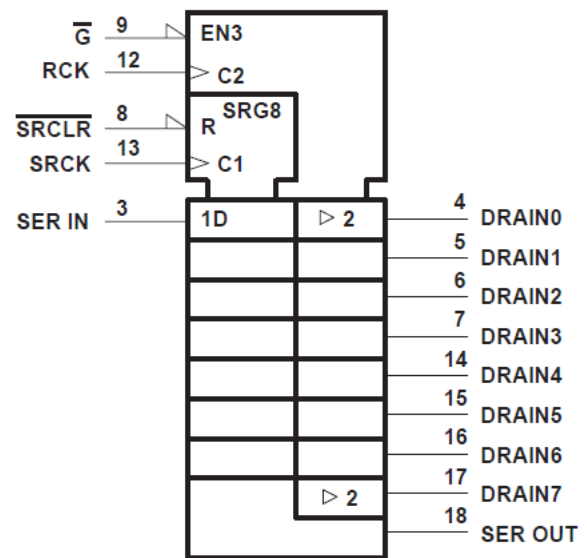 G̅ 9 EN3
RCK 12 C2
S̅R̅C̅L̅R̅ 8 R SRG8
SRCK 13 C1
SER IN 3 1D 2 4 DRAIN0
5 DRAIN1
6 DRAIN2
7 DRAIN3
14 DRAIN4
15 DRAIN5
16 DRAIN6
2 17 DRAIN7
18 SER OUT